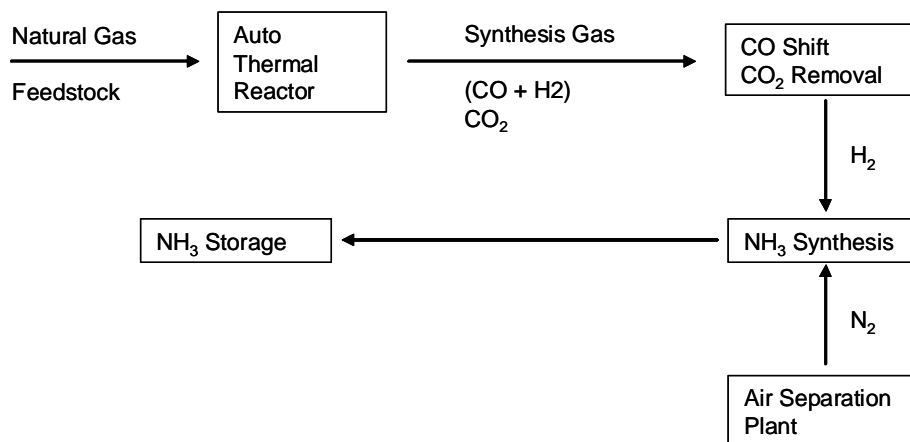 Natural Gas
Feedstock
Auto
Thermal
Reactor
Synthesis Gas
(CO + H2)
CO₂
CO Shift
CO₂ Removal
H₂
NH₃ Storage
NH₃ Synthesis
N₂
Air Separation
Plant